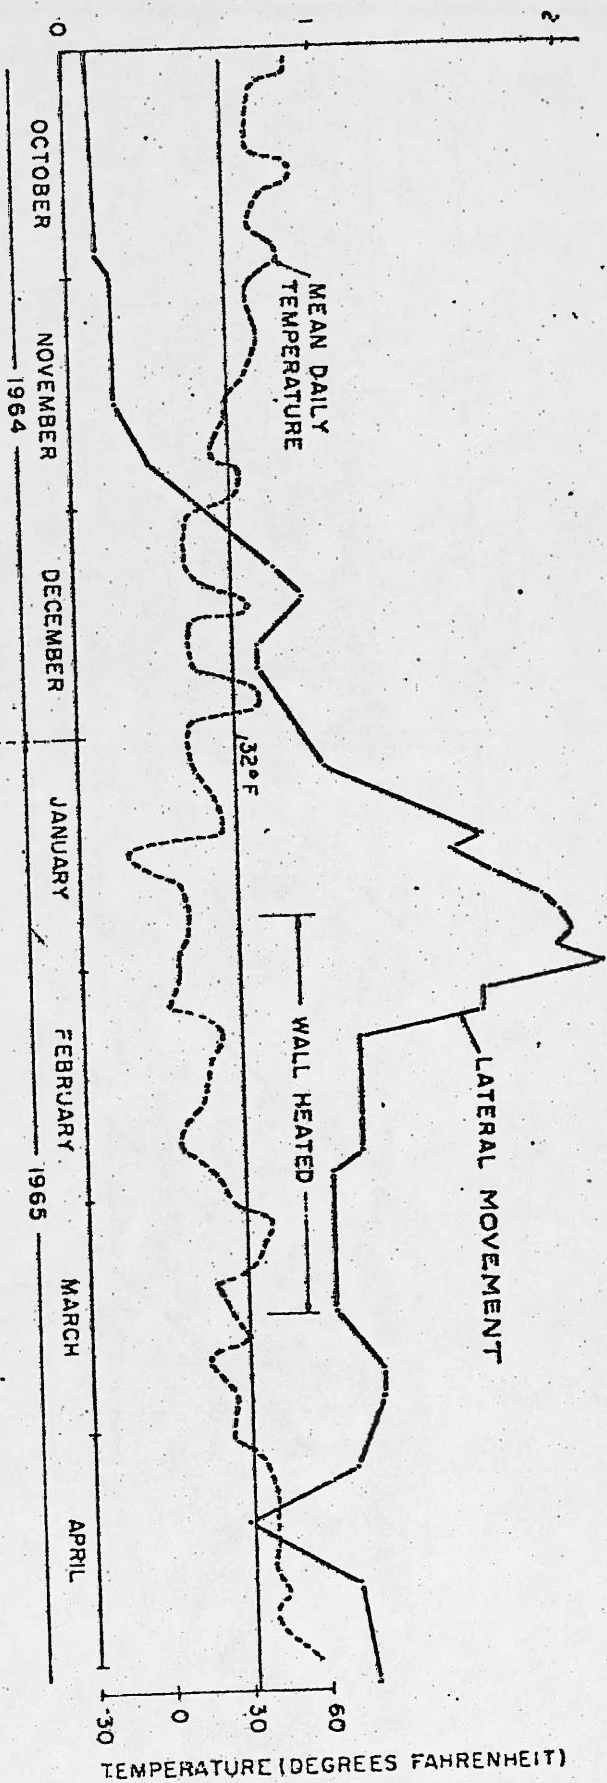 0
1
2
MEAN DAILY
TEMPERATURE
32°F
WALL HEATED
LATERAL MOVEMENT
OCTOBER
NOVEMBER
DECEMBER
JANUARY
FEBRUARY
MARCH
APRIL
1964
1965
-30
0
30
60
TEMPERATURE (DEGREES FAHRENHEIT)